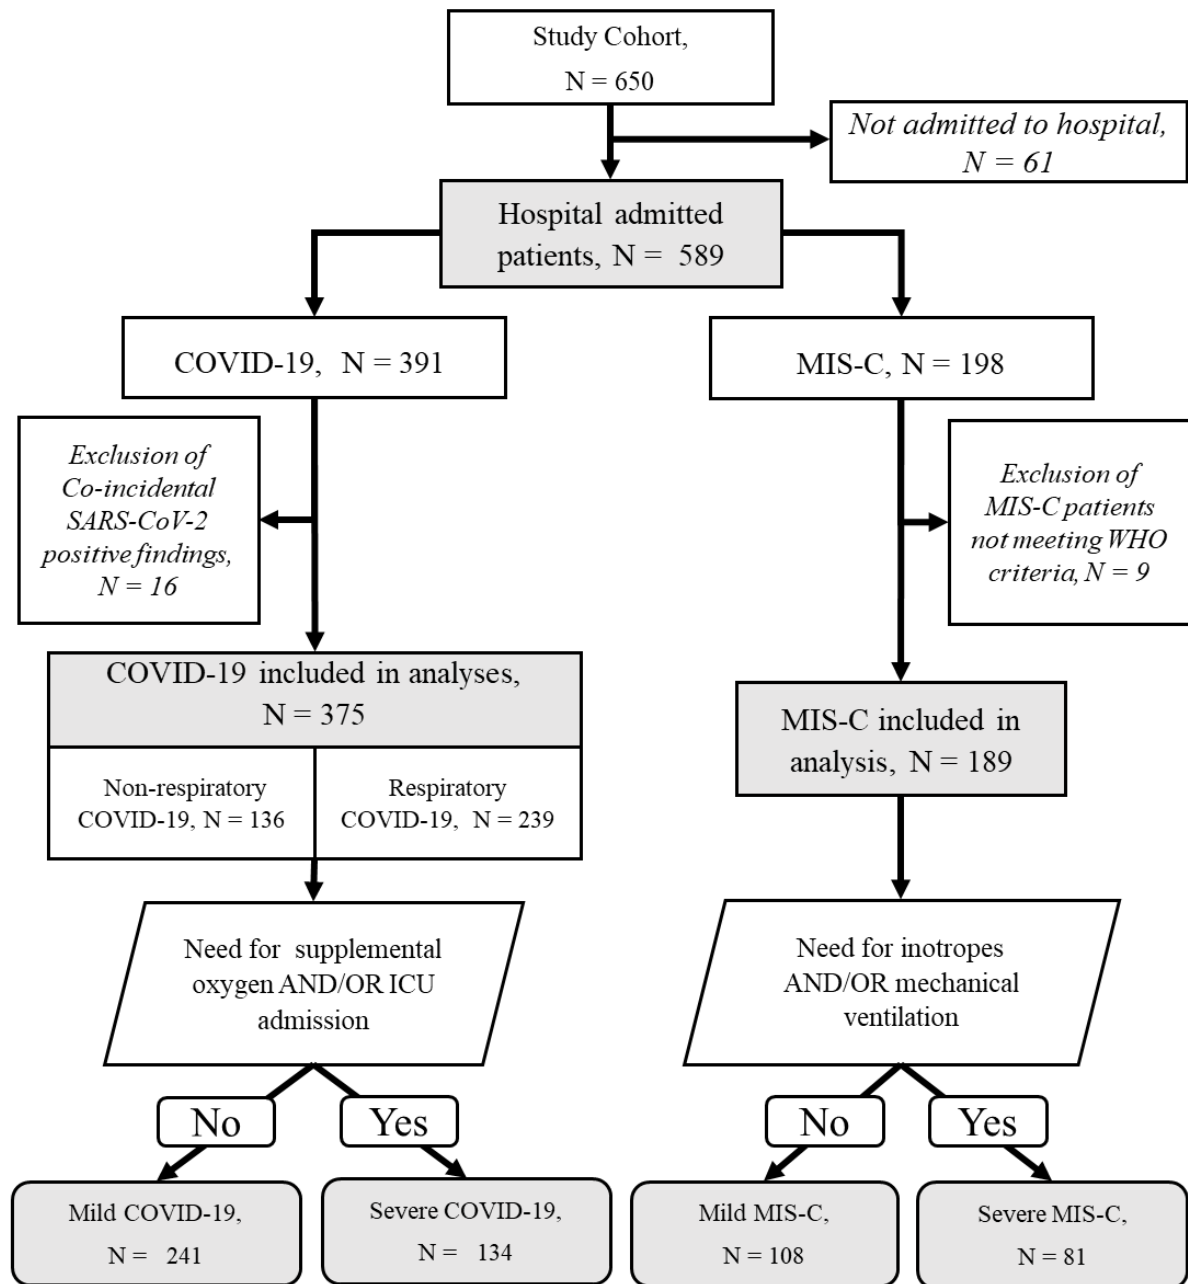 Study Cohort,
N = 650
Not admitted to hospital,
N = 61
Hospital admitted
patients, N = 589
COVID-19, N = 391
MIS-C, N = 198
Exclusion of
Co-incidental
SARS-CoV-2
positive findings,
N = 16
Exclusion of
MIS-C patients
not meeting WHO
criteria, N = 9
COVID-19 included in analyses,
N = 375
Non-respiratory
COVID-19, N = 136
Respiratory
COVID-19, N = 239
MIS-C included in
analysis, N = 189
Need for supplemental
oxygen AND/OR ICU
admission
Need for inotropes
AND/OR mechanical
ventilation
No
Yes
No
Yes
Mild COVID-19,
N = 241
Severe COVID-19,
N = 134
Mild MIS-C,
N = 108
Severe MIS-C,
N = 81